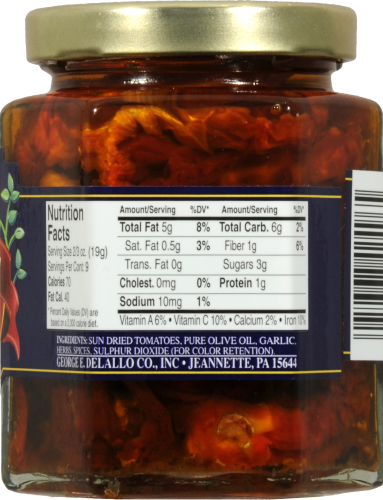 Nutrition
Facts
Serving Size 2/3 oz. (19g)
Servings Per Cont: 9
Calories 70
Fat Cal. 40
* Percent Daily Values (DV) are
based on a 2,000 calorie diet.
Amount/Serving %DV* Amount/Serving %DV*
Total Fat 5g 8% Total Carb. 6g 2%
Sat. Fat 0.5g 3% Fiber 1g 6%
Trans. Fat 0g Sugars 3g
Cholest. 0mg 0% Protein 1g
Sodium 10mg 1%
Vitamin A 6% • Vitamin C 10% • Calcium 2% • Iron 10%
INGREDIENTS: SUN DRIED TOMATOES, PURE OLIVE OIL, GARLIC,
HERBS, SPICES, SULPHUR DIOXIDE (FOR COLOR RETENTION).
GEORGE E. DELALLO CO., INC • JEANNETTE, PA 15644